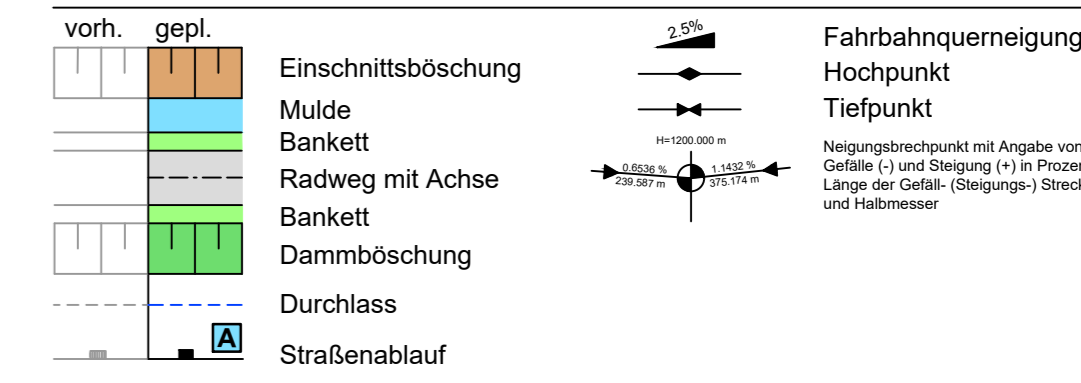 vorh. gepl.
Einschnittsböschung
Mulde
Bankett
Radweg mit Achse
Bankett
Dammböschung
Durchlass
A
Straßenablauf
2.5%
Fahrbahnquerneigung
Hochpunkt
Tiefpunkt
H=1200.000 m
0.6536 %
239.587 m
1.1432 %
375.174 m
Neigungsbrechpunkt mit Angabe von
Gefälle (-) und Steigung (+) in Prozen
Länge der Gefäll- (Steigungs-) Streck
und Halbmesser